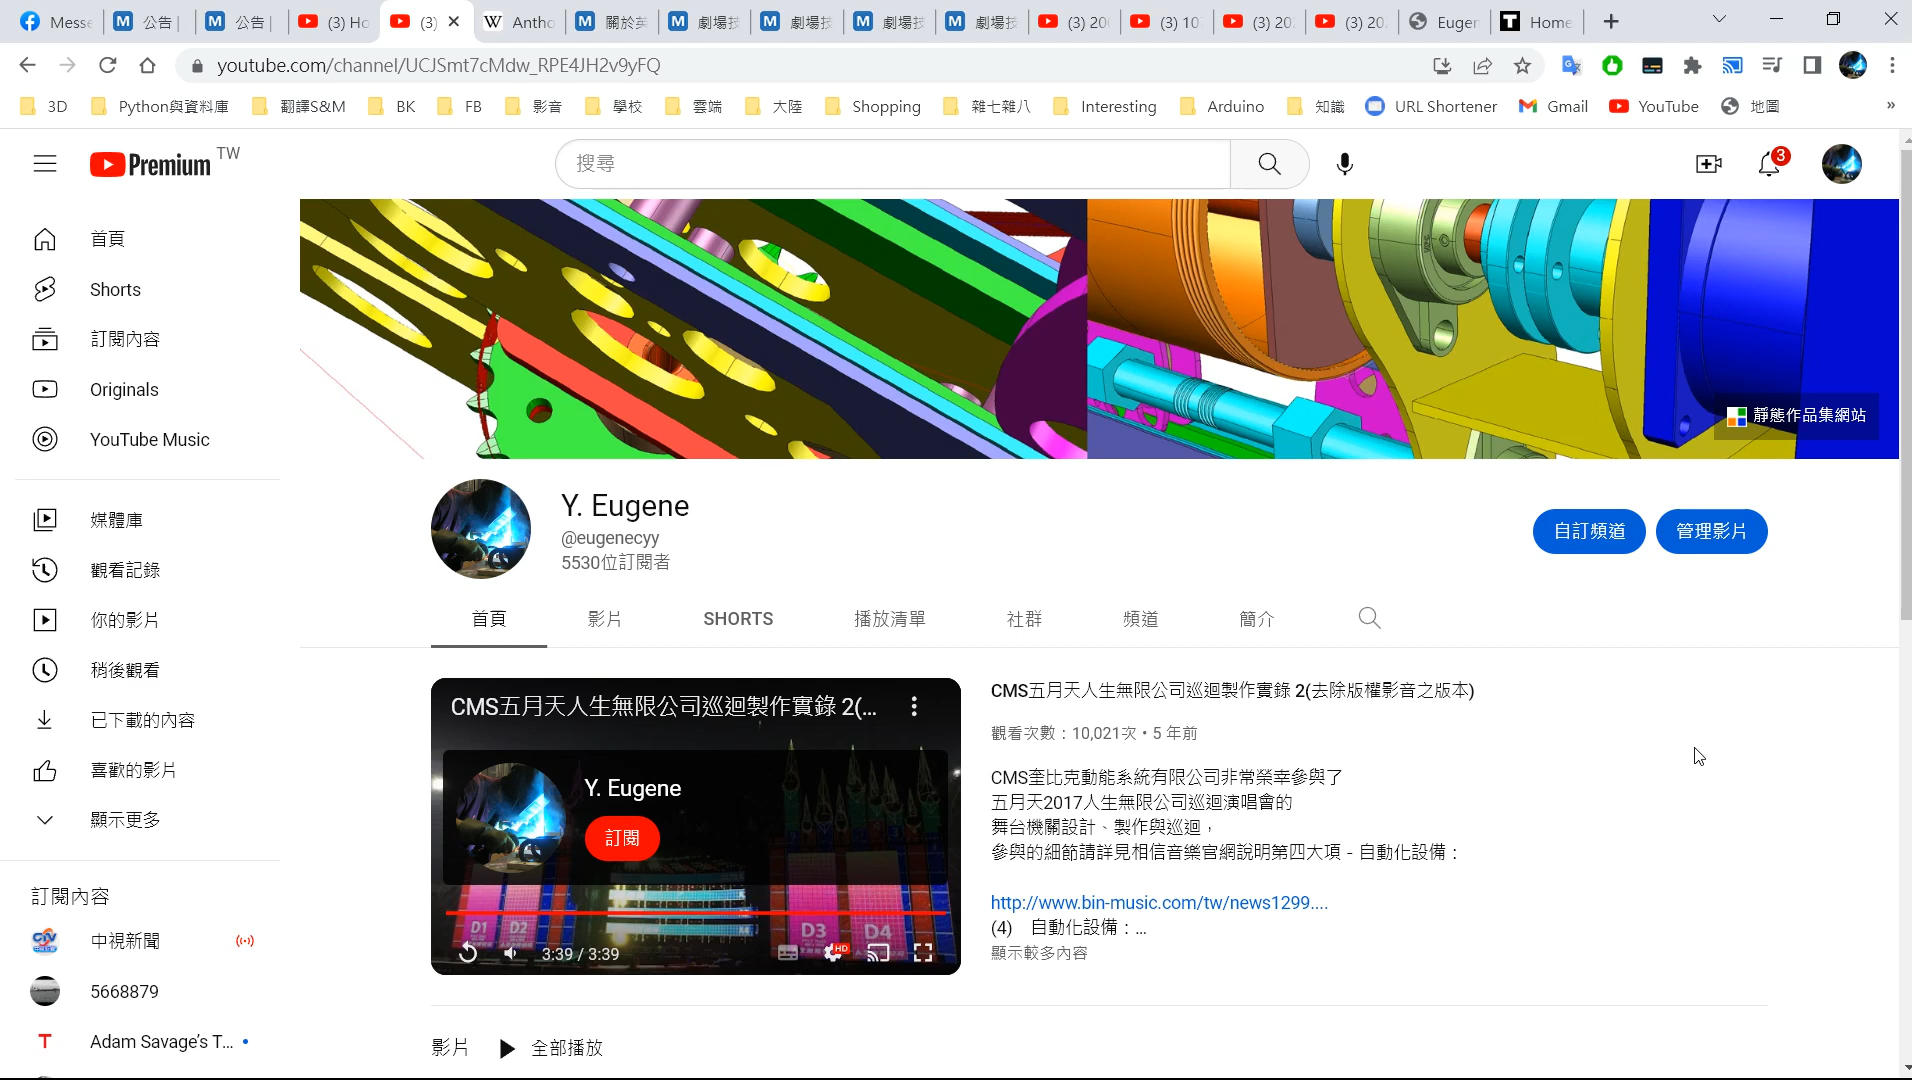 Messe
公告 |
公告 |
(3) Ho
(3)
Antho
關於英
劇場技
劇場技
劇場技
劇場技
(3) 20
(3) 10
(3) 20
(3) 20
Euger
Home
youtube.com/channel/UCJSmt7cMdw_RPE4JH2v9yFQ
3D
Python與資料庫
翻譯S&M
BK
FB
影音
學校
雲端
大陸
Shopping
雜七雜八
Interesting
Arduino
知識
URL Shortener
Gmail
YouTube
地圖
Premium TW
搜尋
3
首頁
Shorts
訂閱內容
Originals
YouTube Music
媒體庫
觀看記錄
你的影片
稍後觀看
已下載的內容
喜歡的影片
顯示更多
訂閱內容
中視新聞
5668879
Adam Savage’s T...
靜態作品集網站
Y. Eugene
@eugenecyy
5530位訂閱者
自訂頻道
管理影片
首頁
影片
SHORTS
播放清單
社群
頻道
簡介
CMS五月天人生無限公司巡迴製作實錄 2(...
Y. Eugene
訂閱
D1 D2 D3 D4
3:39 / 3:39
HD
CMS五月天人生無限公司巡迴製作實錄 2(去除版權影音之版本)
觀看次數：10,021次 • 5 年前
CMS奎比克動能系統有限公司非常榮幸參與了
五月天2017人生無限公司巡迴演唱會的
舞台機關設計、製作與巡迴，
參與的細節請詳見相信音樂官網說明第四大項 - 自動化設備：
http://www.bin-music.com/tw/news1299....
(4) 自動化設備：...
顯示較多內容
影片
全部播放